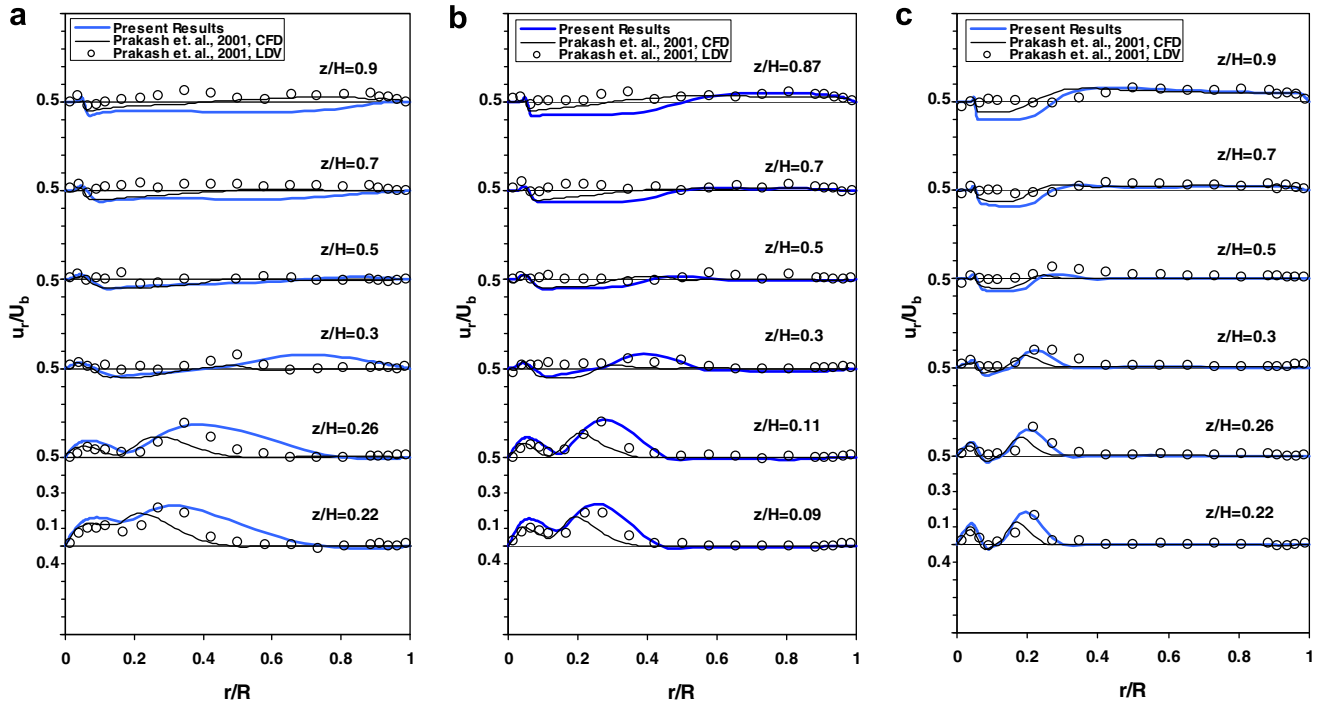 a
Present Results
Prakash et. al., 2001, CFD
Prakash et. al., 2001, LDV
z/H=0.9
0.5
z/H=0.7
0.5
z/H=0.5
0.5
z/H=0.3
0.5
z/H=0.26
0.5
0.3
z/H=0.22
0.1
0.4
ur/Ub
0 0.2 0.4 0.6 0.8 1
r/R
b
Present Results
Prakash et. al., 2001, CFD
Prakash et. al., 2001, LDV
z/H=0.87
0.5
z/H=0.7
0.5
z/H=0.5
0.5
z/H=0.3
0.5
z/H=0.11
0.5
0.3
z/H=0.09
0.1
0.4
ur/Ub
0 0.2 0.4 0.6 0.8 1
r/R
c
Present Results
Prakash et. al., 2001, CFD
Prakash et. al., 2001, LDV
z/H=0.9
0.5
z/H=0.7
0.5
z/H=0.5
0.5
z/H=0.3
0.5
z/H=0.26
0.5
0.3
z/H=0.22
0.1
0.4
ur/Ub
0 0.2 0.4 0.6 0.8 1
r/R